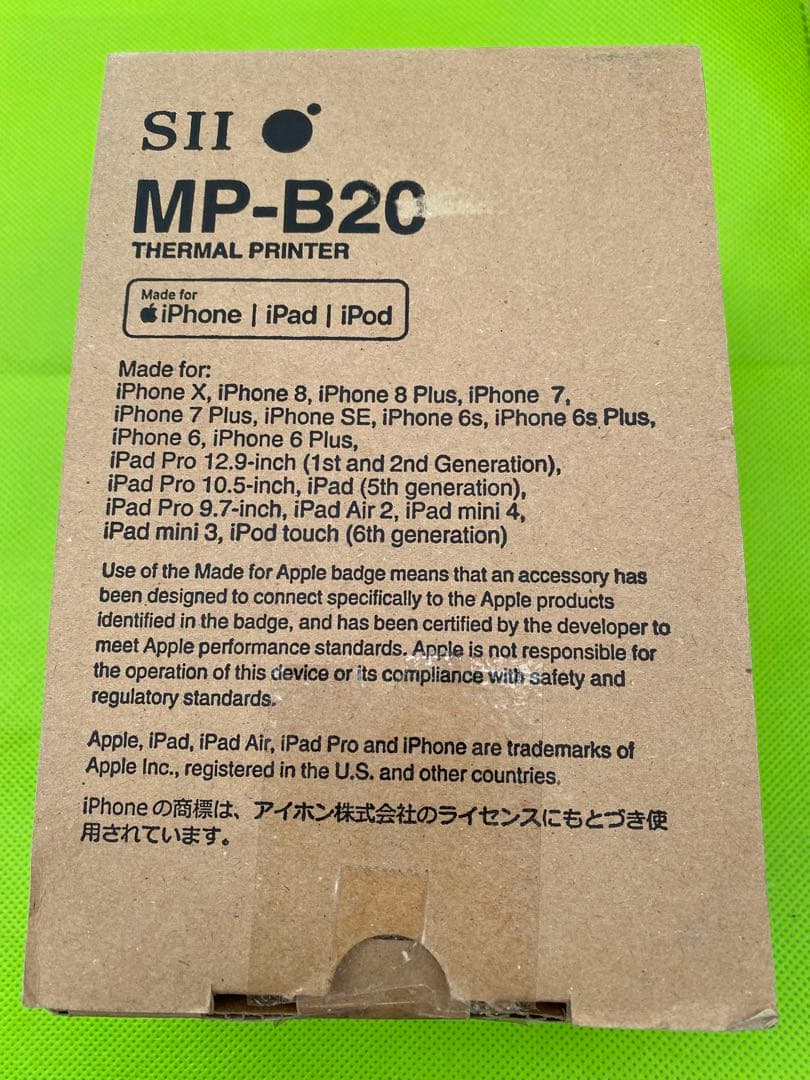 SII
MP-B20
THERMAL PRINTER
Made for
iPhone | iPad | iPod
Made for:
iPhone X, iPhone 8, iPhone 8 Plus, iPhone 7,
iPhone 7 Plus, iPhone SE, iPhone 6s, iPhone 6s Plus,
iPhone 6, iPhone 6 Plus,
iPad Pro 12.9-inch (1st and 2nd Generation),
iPad Pro 10.5-inch, iPad (5th generation),
iPad Pro 9.7-inch, iPad Air 2, iPad mini 4,
iPad mini 3, iPod touch (6th generation)
Use of the Made for Apple badge means that an accessory has
been designed to connect specifically to the Apple products
identified in the badge, and has been certified by the developer to
meet Apple performance standards. Apple is not responsible for
the operation of this device or its compliance with safety and
regulatory standards.
Apple, iPad, iPad Air, iPad Pro and iPhone are trademarks of
Apple Inc., registered in the U.S. and other countries.
iPhoneの商標は、アイホン株式会社のライセンスにもとづき使
用されています。